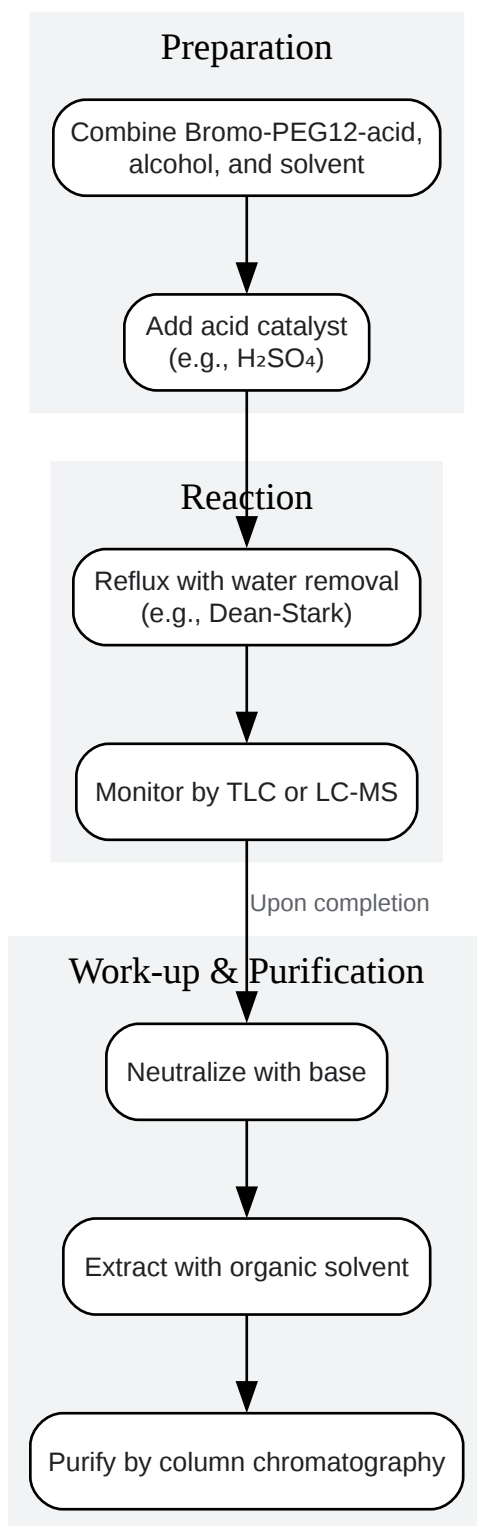 Preparation
Combine Bromo-PEG12-acid,
alcohol, and solvent
Add acid catalyst
(e.g., H₂SO₄)
Reaction
Reflux with water removal
(e.g., Dean-Stark)
Monitor by TLC or LC-MS
Upon completion
Work-up & Purification
Neutralize with base
Extract with organic solvent
Purify by column chromatography